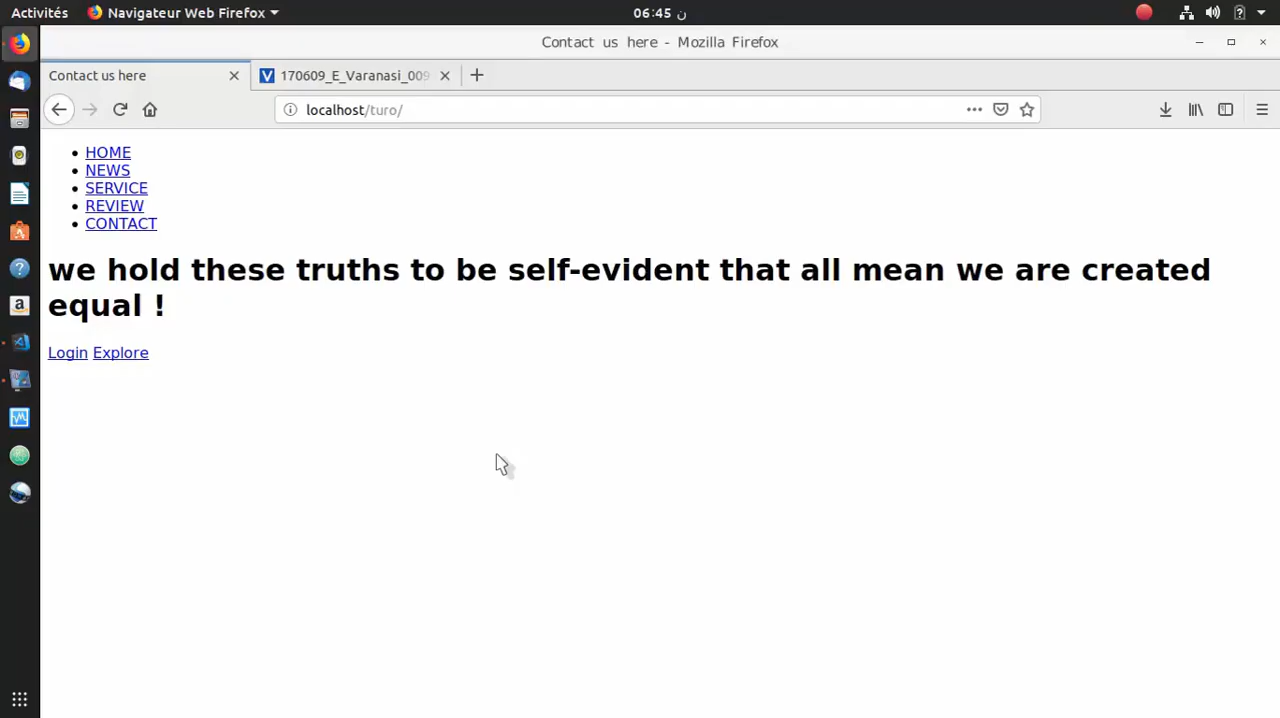 Activités Navigateur Web Firefox 06:45 ن
Contact us here - Mozilla Firefox
Contact us here 170609_E_Varanasi_009
localhost/turo/
HOME
NEWS
SERVICE
REVIEW
CONTACT
we hold these truths to be self-evident that all mean we are created
equal !
Login Explore